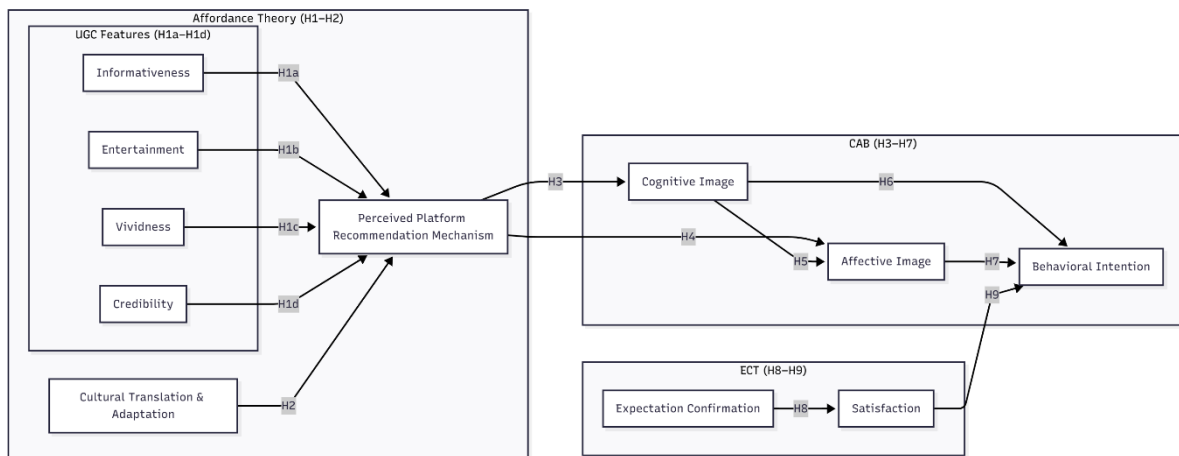 Affordance Theory (H1–H2)
UGC Features (H1a–H1d)
Informativeness
H1a
Entertainment
H1b
Vividness
H1c
Credibility
H1d
Cultural Translation &
Adaptation
H2
Perceived Platform
Recommendation Mechanism
H3
H4
CAB (H3–H7)
Cognitive Image
H6
H5
Affective Image
H7
Behavioral Intention
H9
ECT (H8–H9)
Expectation Confirmation
H8
Satisfaction